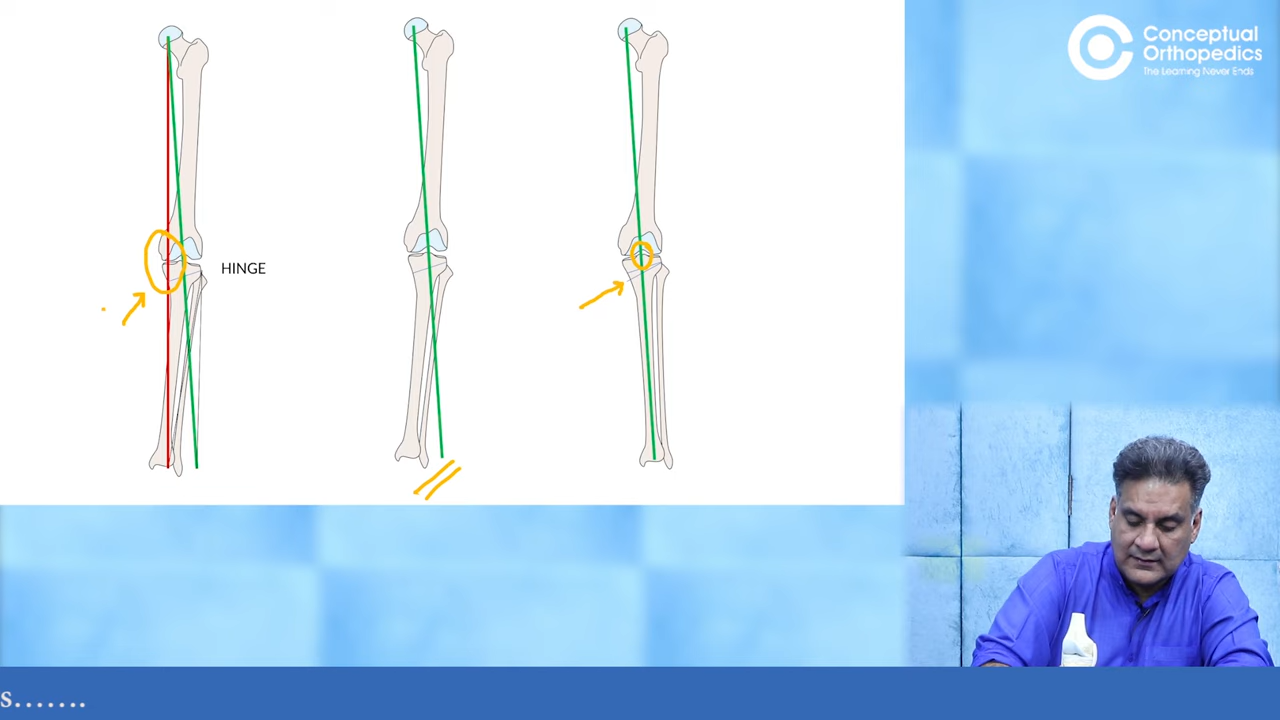 Conceptual
Orthopedics
The Learning Never Ends
HINGE
s.......